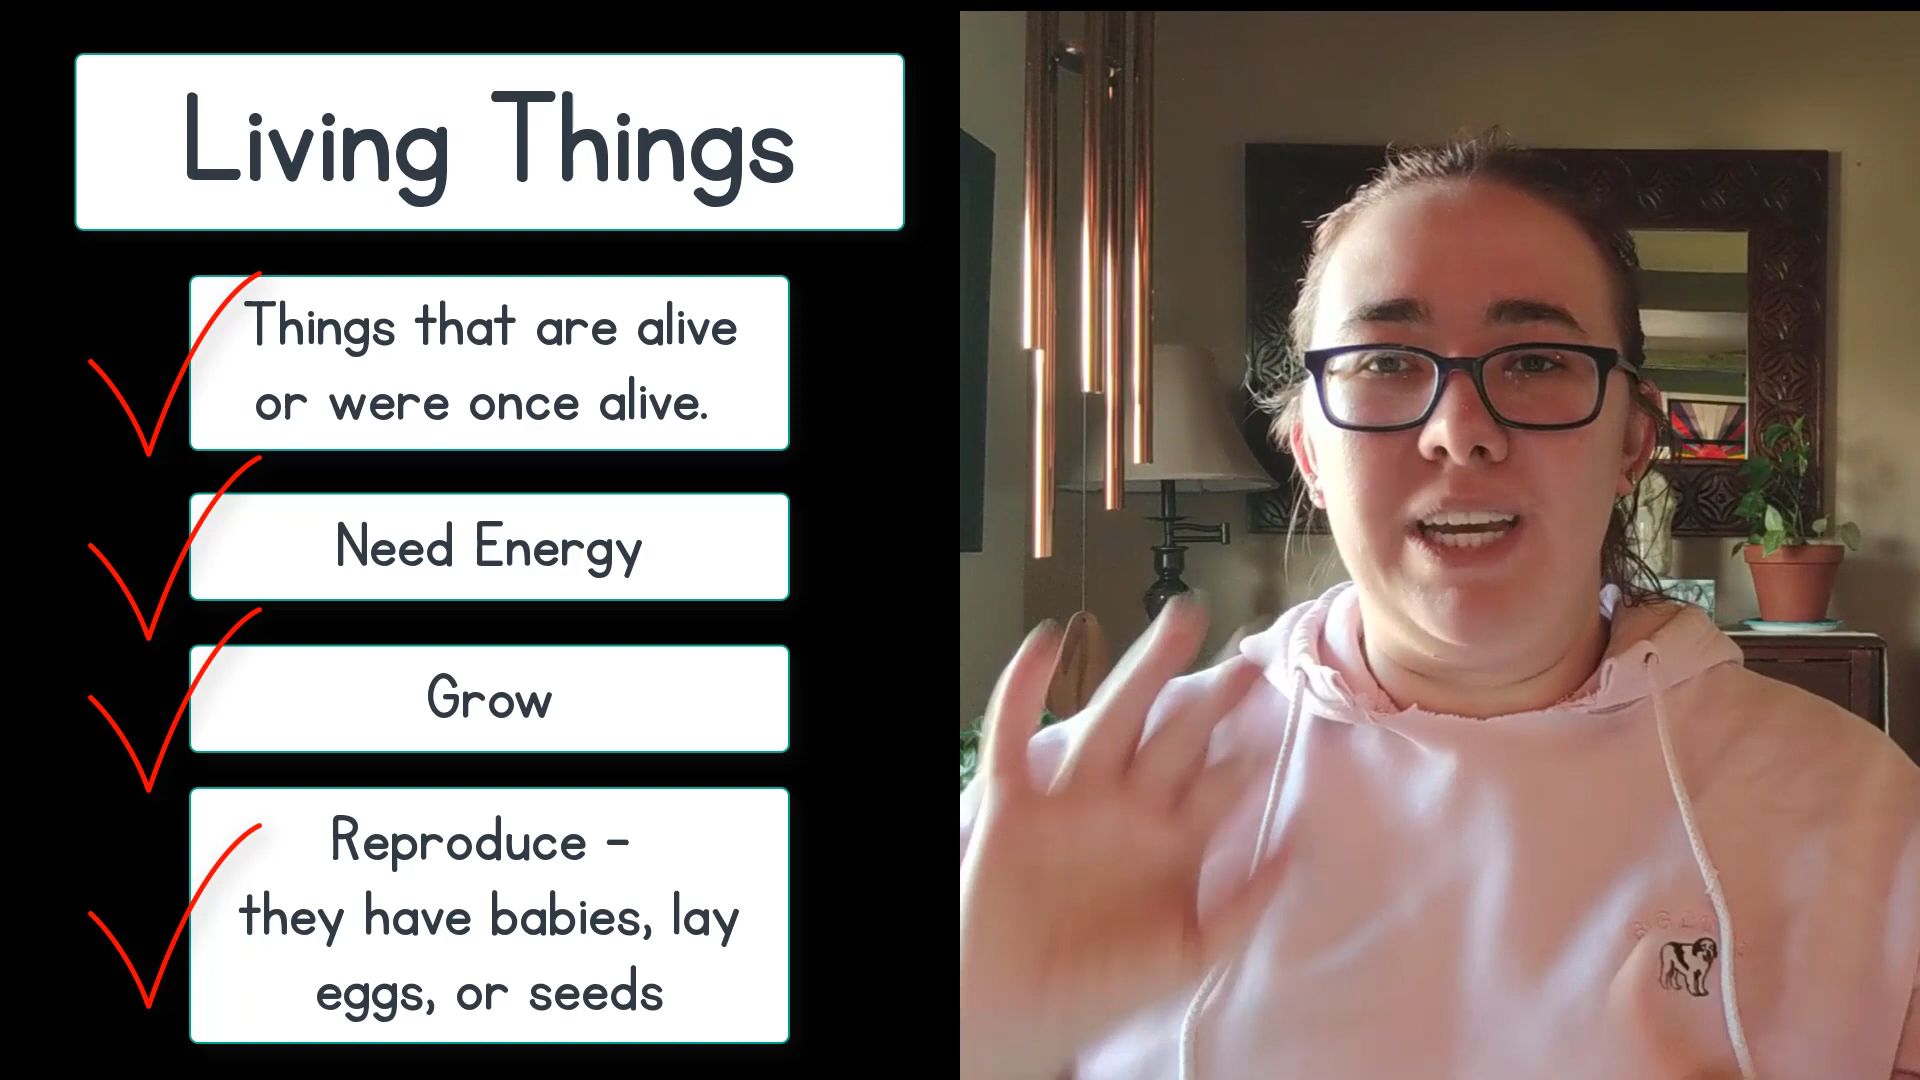 Living Things
Things that are alive
or were once alive.
Need Energy
Grow
Reproduce -
they have babies, lay
eggs, or seeds